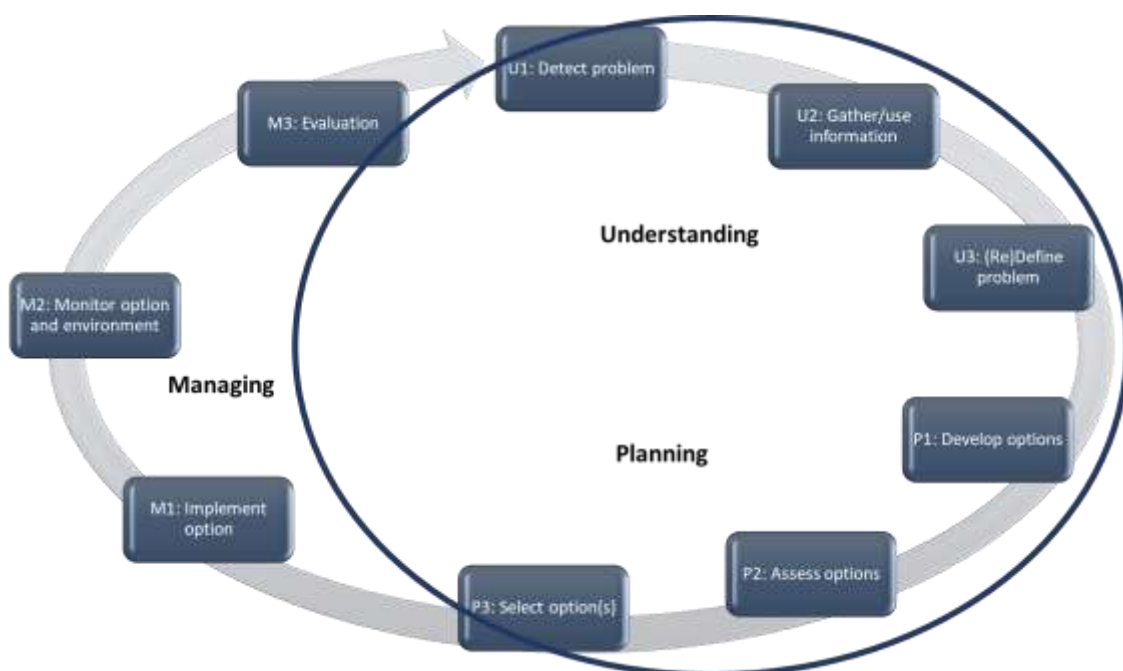 U1: Detect problem
U2: Gather/use
information
U3: (Re)Define
problem
P1: Develop options
P2: Assess options
P3: Select option(s)
M1: Implement
option
M2: Monitor option
and environment
M3: Evaluation
Understanding
Planning
Managing